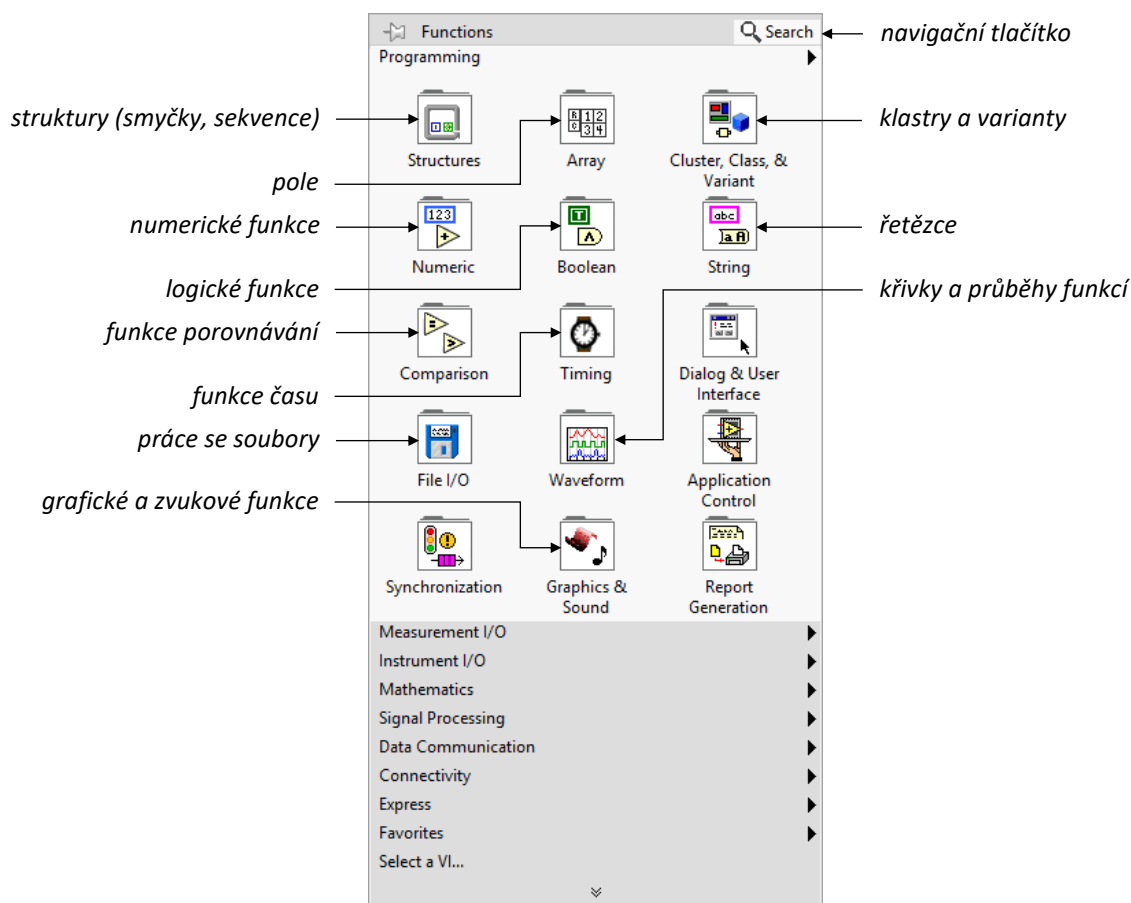 Functions
Search
navigační tlačítko
Programming
struktury (smyčky, sekvence)
klastry a varianty
Structures
Array
Cluster, Class, &
Variant
pole
numerické funkce
123
abc
řetězce
Numeric
Boolean
String
logické funkce
křivky a průběhy funkcí
funkce porovnávání
Comparison
Timing
Dialog & User
Interface
funkce času
práce se soubory
File I/O
Waveform
Application
Control
grafické a zvukové funkce
Synchronization
Graphics &
Sound
Report
Generation
Measurement I/O
Instrument I/O
Mathematics
Signal Processing
Data Communication
Connectivity
Express
Favorites
Select a VI...